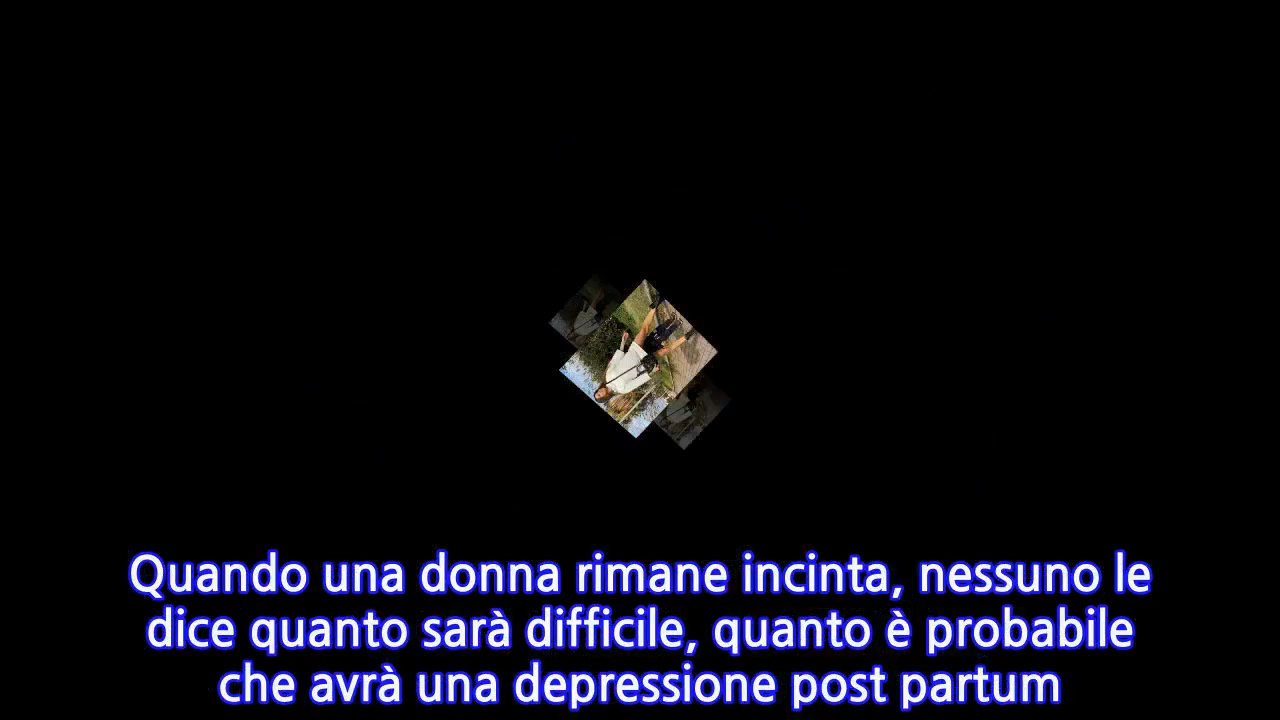 Quando una donna rimane incinta, nessuno le
dice quanto sarà difficile, quanto è probabile
che avrà una depressione post partum